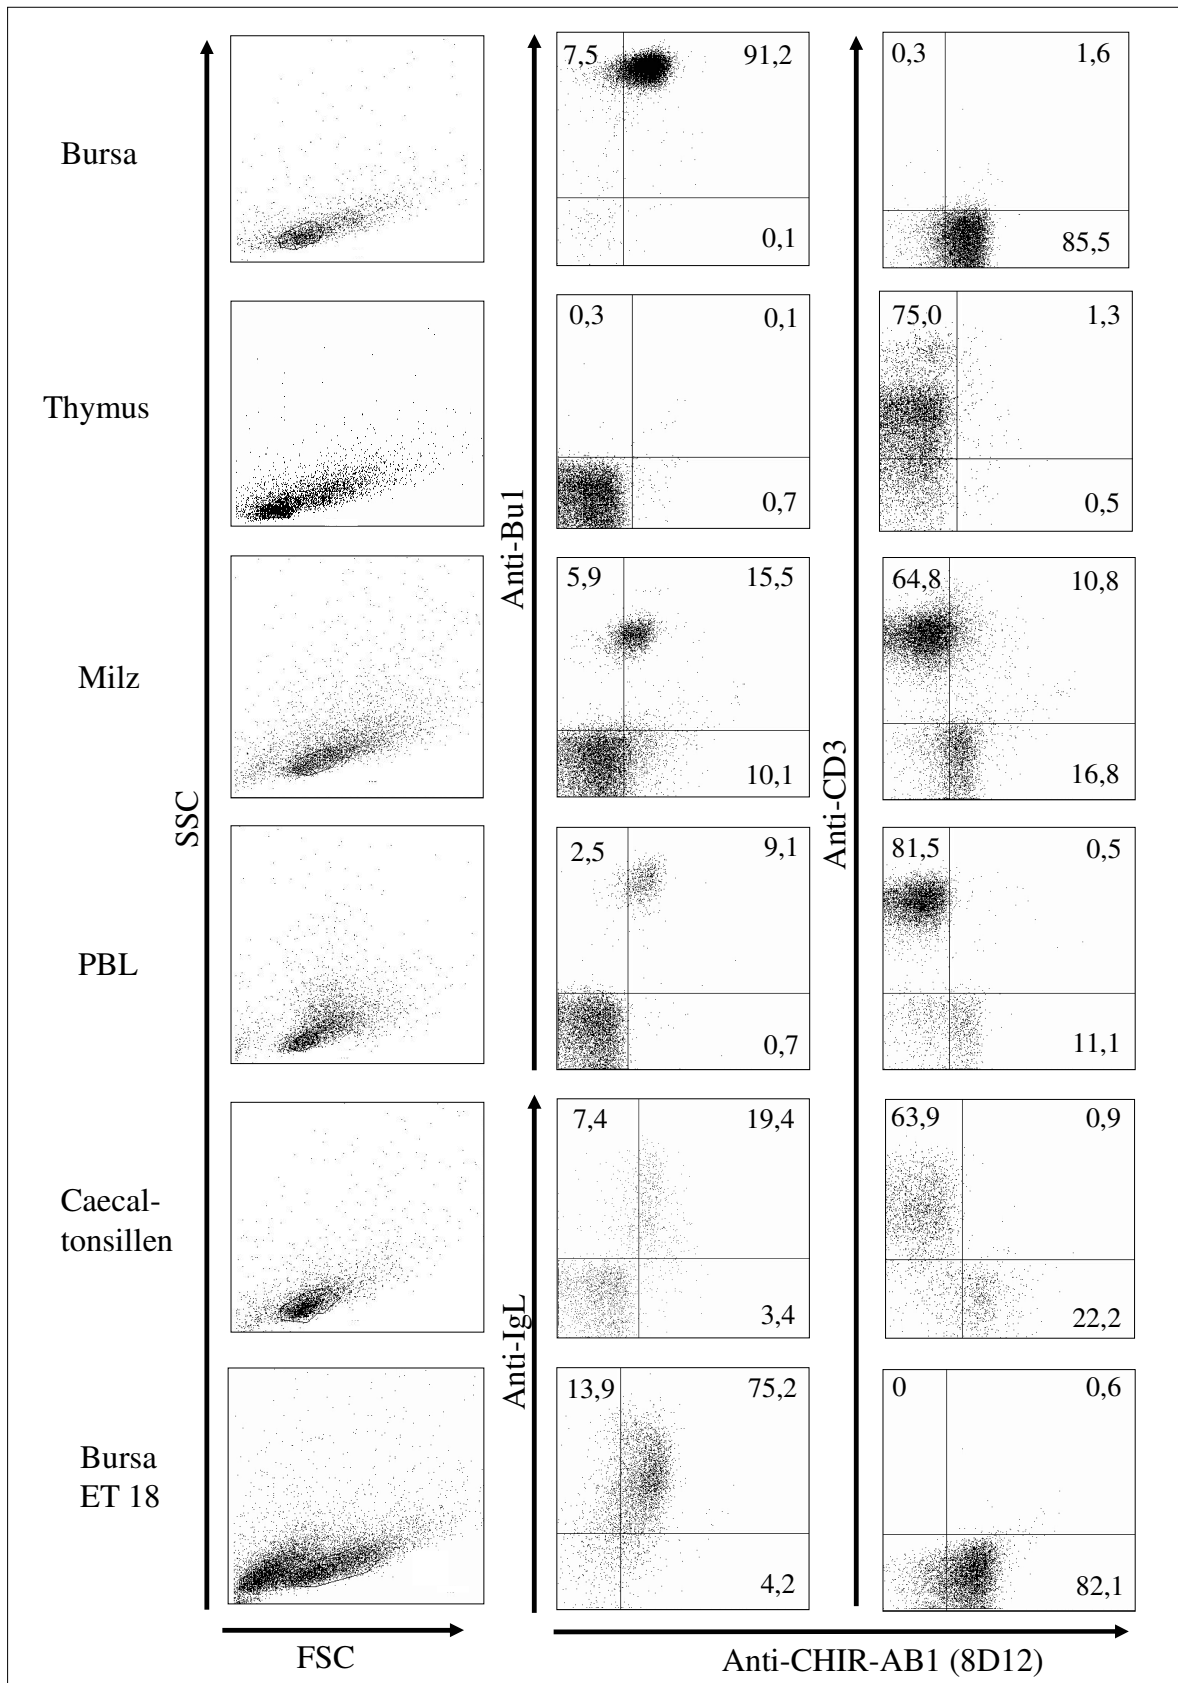 Bursa
7,5 91,2
0,1
0,3 1,6
85,5
Thymus
0,3 0,1
0,7
75,0 1,3
0,5
Anti-Bu1
Milz
5,9 15,5
10,1
64,8 10,8
16,8
SSC
Anti-CD3
PBL
2,5 9,1
0,7
81,5 0,5
11,1
Caecal-
tonsillen
7,4 19,4
3,4
63,9 0,9
22,2
Anti-IgL
Bursa
ET 18
13,9 75,2
4,2
0 0,6
82,1
FSC
Anti-CHIR-AB1 (8D12)